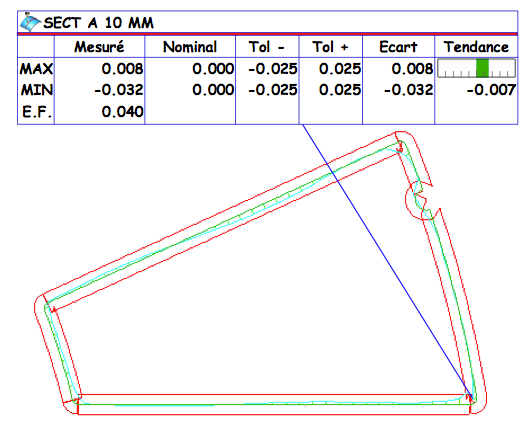 SECT A 10 MM
Mesuré Nominal Tol - Tol + Ecart Tendance
MAX 0.008 0.000 -0.025 0.025 0.008
MIN -0.032 0.000 -0.025 0.025 -0.032 -0.007
E.F. 0.040